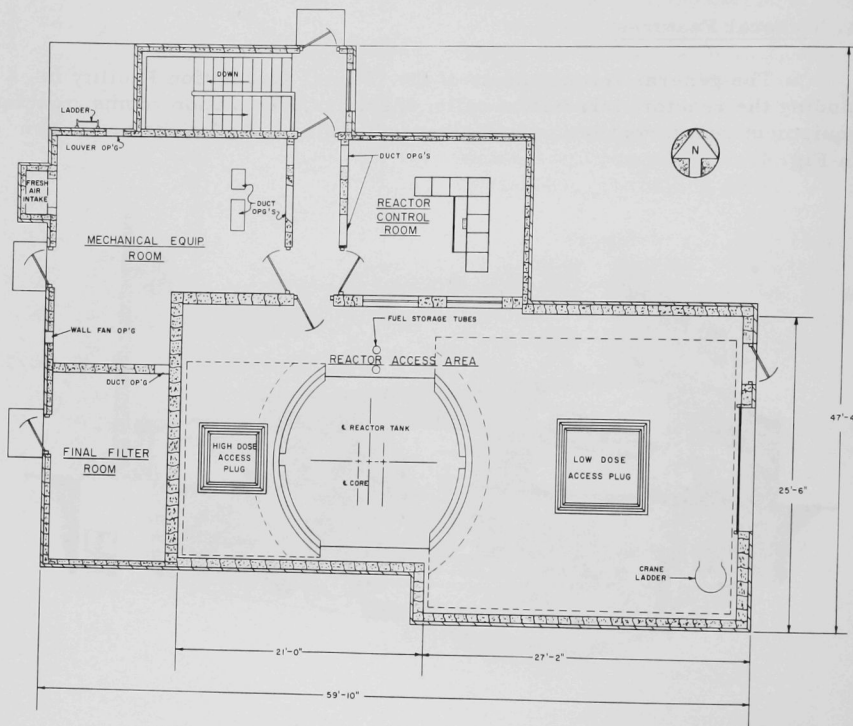 DOWN
LADDER
LOUVER OP'G
DUCT OPG'S
N
FRESH
AIR
INTAKE
DUCT
OPG'S
REACTOR
CONTROL
ROOM
MECHANICAL EQUIP
ROOM
FUEL STORAGE TUBES
WALL FAN OP'G
REACTOR ACCESS AREA
DUCT OP'G
47'-4
℄ REACTOR TANK
HIGH DOSE
ACCESS
PLUG
FINAL FILTER
ROOM
LOW DOSE
ACCESS PLUG
℄ CORE
25'-6"
CRANE
LADDER
21'-0"
27'-2"
59'-10"